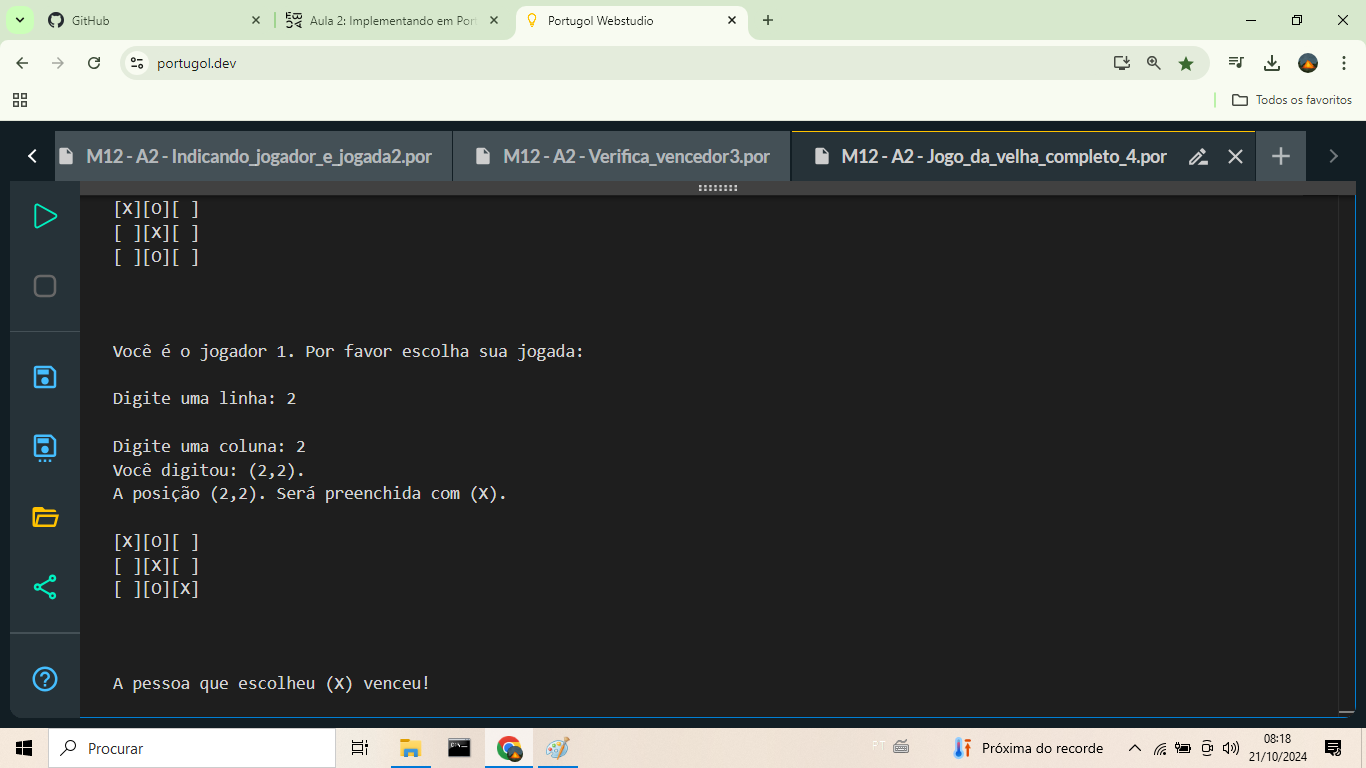 GitHub
Aula 2: Implementando em Port
Portugol Webstudio
portugol.dev
Todos os favoritos
M12 - A2 - Indicando_jogador_e_jogada2.por
M12 - A2 - Verifica_vencedor3.por
M12 - A2 - Jogo_da_velha_completo_4.por
[X][O][ ]
[ ][X][ ]
[ ][O][ ]
Você é o jogador 1. Por favor escolha sua jogada:
Digite uma linha: 2
Digite uma coluna: 2
Você digitou: (2,2).
A posição (2,2). Será preenchida com (X).
[X][O][ ]
[ ][X][ ]
[ ][O][X]
A pessoa que escolheu (X) venceu!
Procurar
PT
Próxima do recorde
08:18
21/10/2024